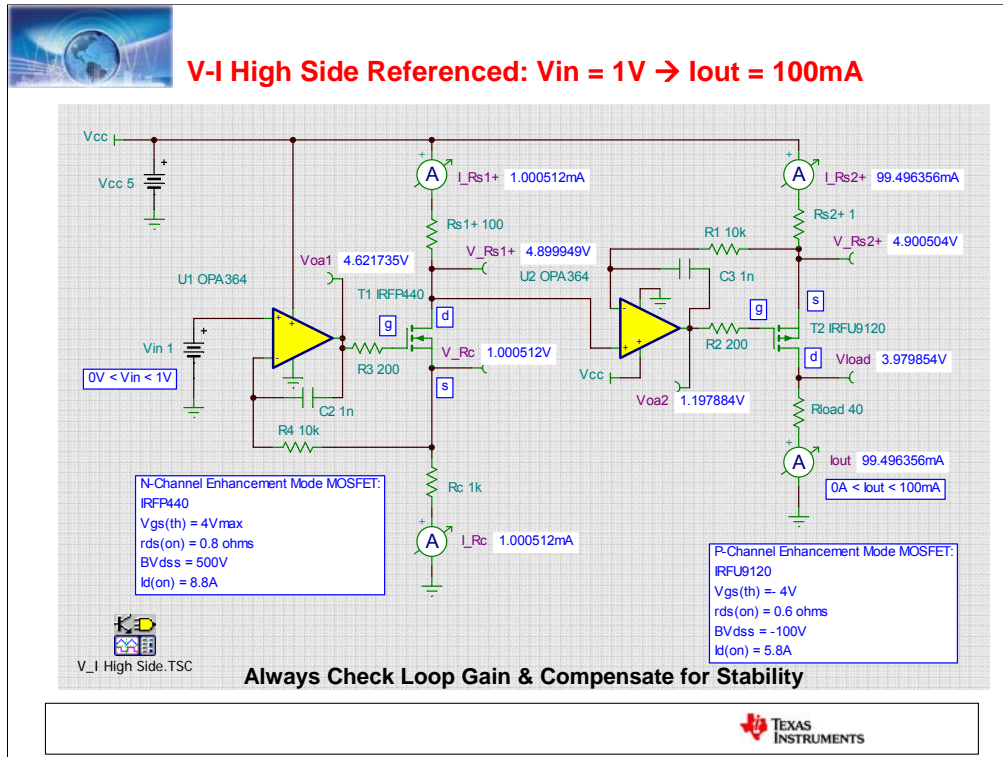 V-I High Side Referenced: Vin = 1V → Iout = 100mA
Vcc
Vcc 5
+
A
+
I_Rs1+ 1.000512mA
Rs1+ 100
V_Rs1+ 4.899949V
A
+
I_Rs2+ 99.496356mA
Rs2+ 1
V_Rs2+ 4.900504V
R1 10k
C3 1n
Voa1 4.621735V
U1 OPA364
T1 IRFP440
U2 OPA364
g
d
s
g
s
d
T2 IRFU9120
+
+
-
-
+
+
Vin 1
+
0V < Vin < 1V
R3 200
V_Rc 1.000512V
C2 1n
R4 10k
R2 200
Vcc
Voa2 1.197884V
Vload 3.979854V
Rload 40
+
A
Iout 99.496356mA
0A < Iout < 100mA
Rc 1k
+
A
I_Rc 1.000512mA
N-Channel Enhancement Mode MOSFET:
IRFP440
Vgs(th) = 4Vmax
rds(on) = 0.8 ohms
BVdss = 500V
Id(on) = 8.8A
P-Channel Enhancement Mode MOSFET:
IRFU9120
Vgs(th) =- 4V
rds(on) = 0.6 ohms
BVdss = -100V
Id(on) = 5.8A
V_I High Side.TSC
Always Check Loop Gain & Compensate for Stability
TEXAS
INSTRUMENTS